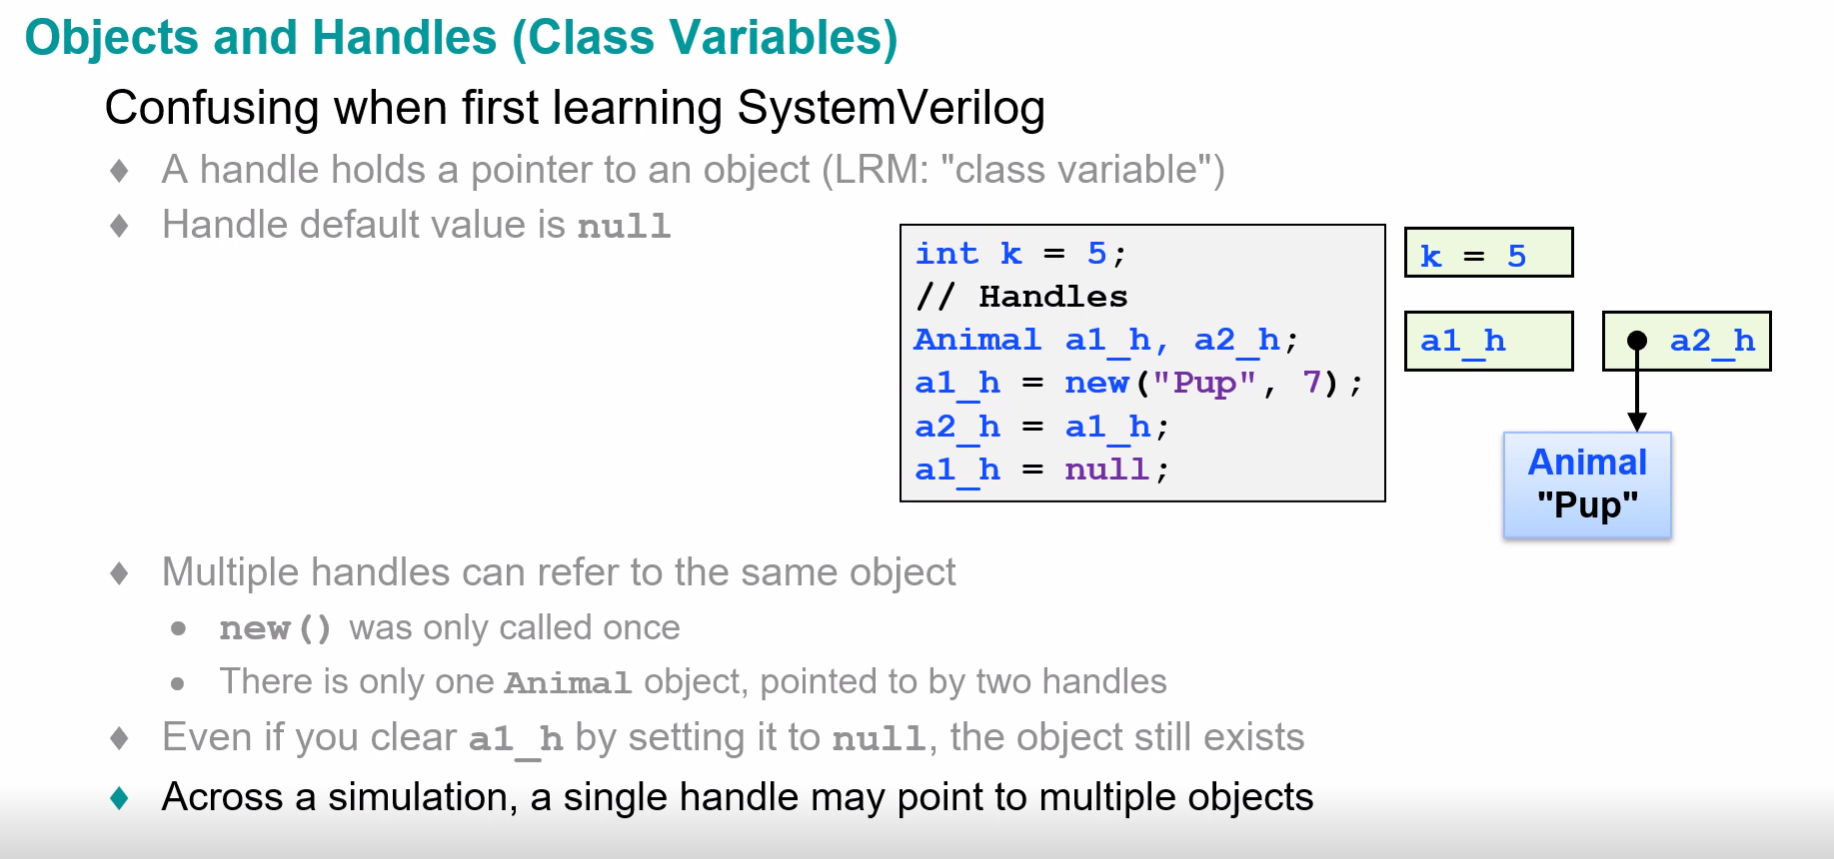 Objects and Handles (Class Variables)
Confusing when first learning SystemVerilog
♦ A handle holds a pointer to an object (LRM: "class variable")
♦ Handle default value is null
int k = 5;
// Handles
Animal a1_h, a2_h;
a1_h = new("Pup", 7);
a2_h = a1_h;
a1_h = null;
k = 5
a1_h
a2_h
Animal
"Pup"
♦ Multiple handles can refer to the same object
● new() was only called once
● There is only one Animal object, pointed to by two handles
♦ Even if you clear a1_h by setting it to null, the object still exists
♦ Across a simulation, a single handle may point to multiple objects